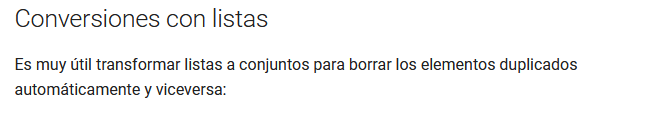 Conversiones con listas
Es muy útil transformar listas a conjuntos para borrar los elementos duplicados
automáticamente y viceversa: